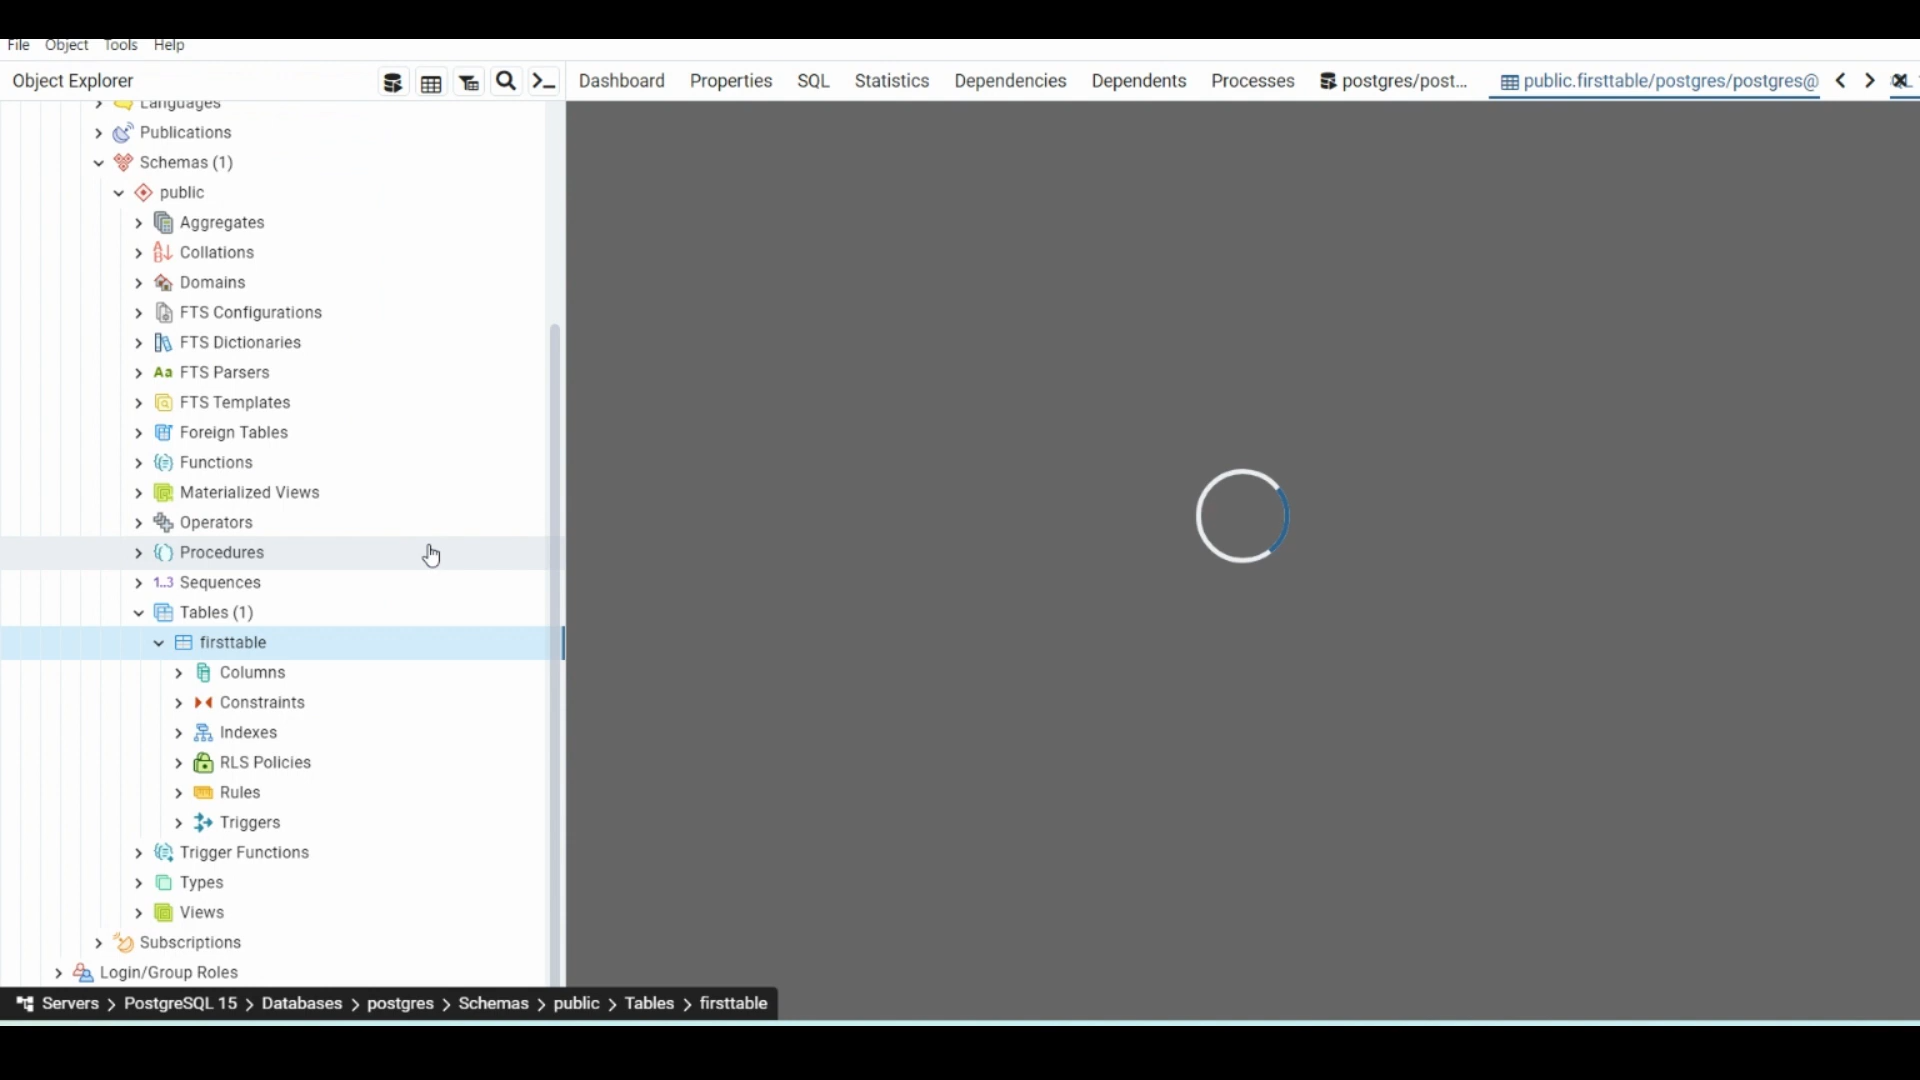 File Object Tools Help
Object Explorer
Dashboard Properties SQL Statistics Dependencies Dependents Processes postgres/post... public.firsttable/postgres/postgres@
Languages
Publications
Schemas (1)
public
Aggregates
Collations
Domains
FTS Configurations
FTS Dictionaries
Aa FTS Parsers
FTS Templates
Foreign Tables
Functions
Materialized Views
Operators
Procedures
1..3 Sequences
Tables (1)
firsttable
Columns
Constraints
Indexes
RLS Policies
Rules
Triggers
Trigger Functions
Types
Views
Subscriptions
Login/Group Roles
Servers > PostgreSQL 15 > Databases > postgres > Schemas > public > Tables > firsttable